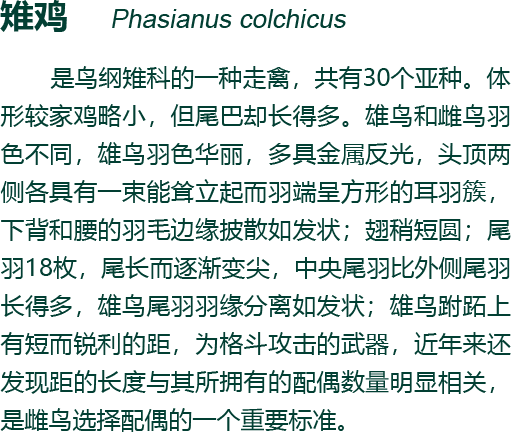 雉鸡 Phasianus colchicus
是鸟纲雉科的一种走禽，共有30个亚种。体
形较家鸡略小，但尾巴却长得多。雄鸟和雌鸟羽
色不同，雄鸟羽色华丽，多具金属反光，头顶两
侧各具有一束能耸立起而羽端呈方形的耳羽簇，
下背和腰的羽毛边缘披散如发状；翅稍短圆；尾
羽18枚，尾长而逐渐变尖，中央尾羽比外侧尾羽
长得多，雄鸟尾羽羽缘分离如发状；雄鸟跗跖上
有短而锐利的距，为格斗攻击的武器，近年来还
发现距的长度与其所拥有的配偶数量明显相关，
是雌鸟选择配偶的一个重要标准。